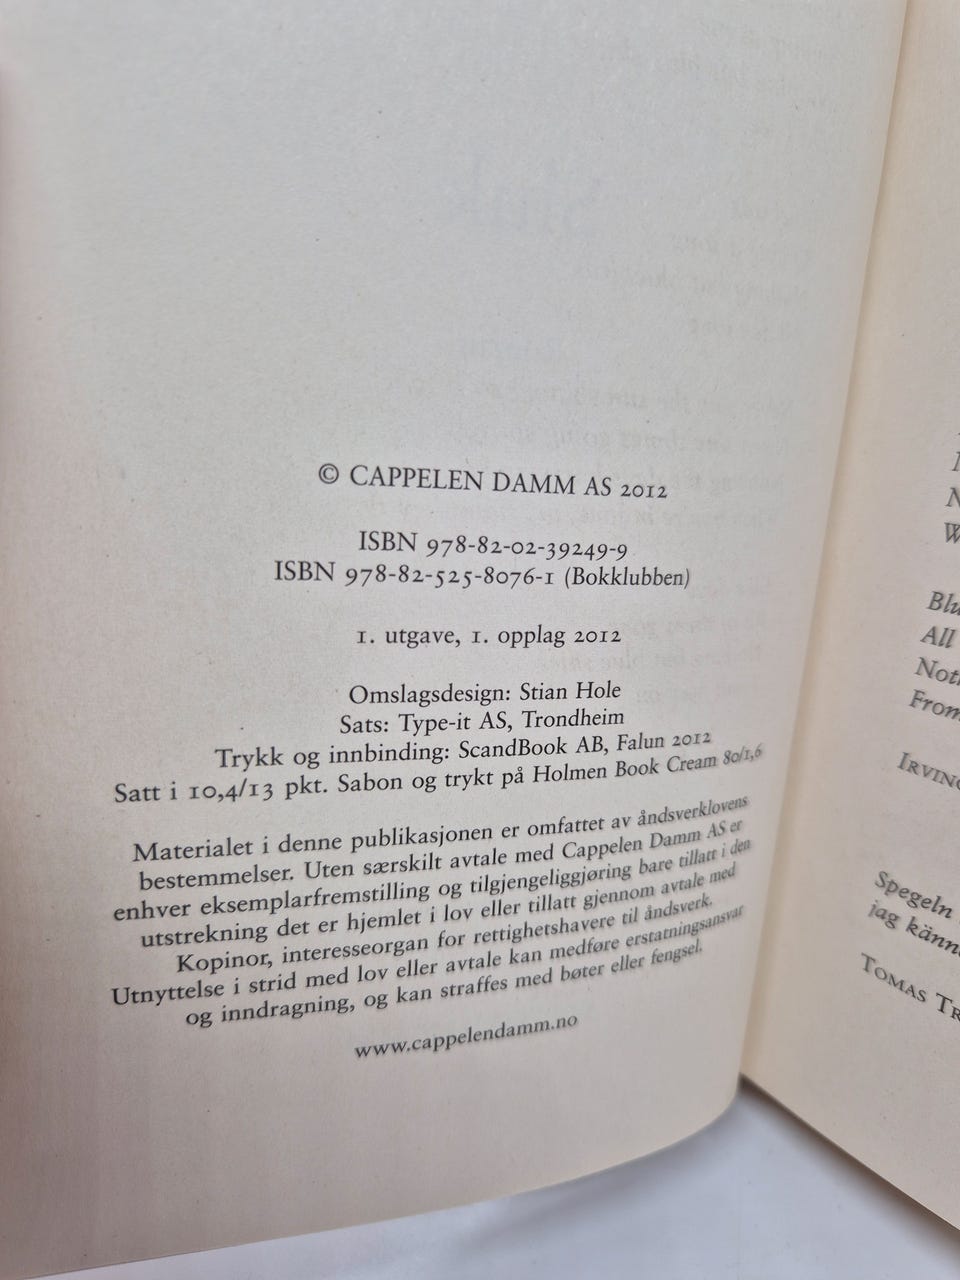 © CAPPELEN DAMM AS 2012
ISBN 978-82-02-39249-9
ISBN 978-82-525-8076-1 (Bokklubben)
1. utgave, 1. opplag 2012
Omslagsdesign: Stian Hole
Sats: Type-it AS, Trondheim
Trykk og innbinding: ScandBook AB, Falun 2012
Satt i 10,4/13 pkt. Sabon og trykt på Holmen Book Cream 80/1,6
Materialet i denne publikasjonen er omfattet av åndsverklovens
bestemmelser. Uten særskilt avtale med Cappelen Damm AS er
enhver eksemplarfremstilling og tilgjengeliggjøring bare tillatt i den
utstrekning det er hjemlet i lov eller tillatt gjennom avtale med
Kopinor, interesseorgan for rettighetshavere til åndsverk.
Utnyttelse i strid med lov eller avtale kan medføre erstatningsansvar
og inndragning, og kan straffes med bøter eller fengsel.
www.cappelendamm.no
All
From
IRVING
Spegeln
jag
TOMAS